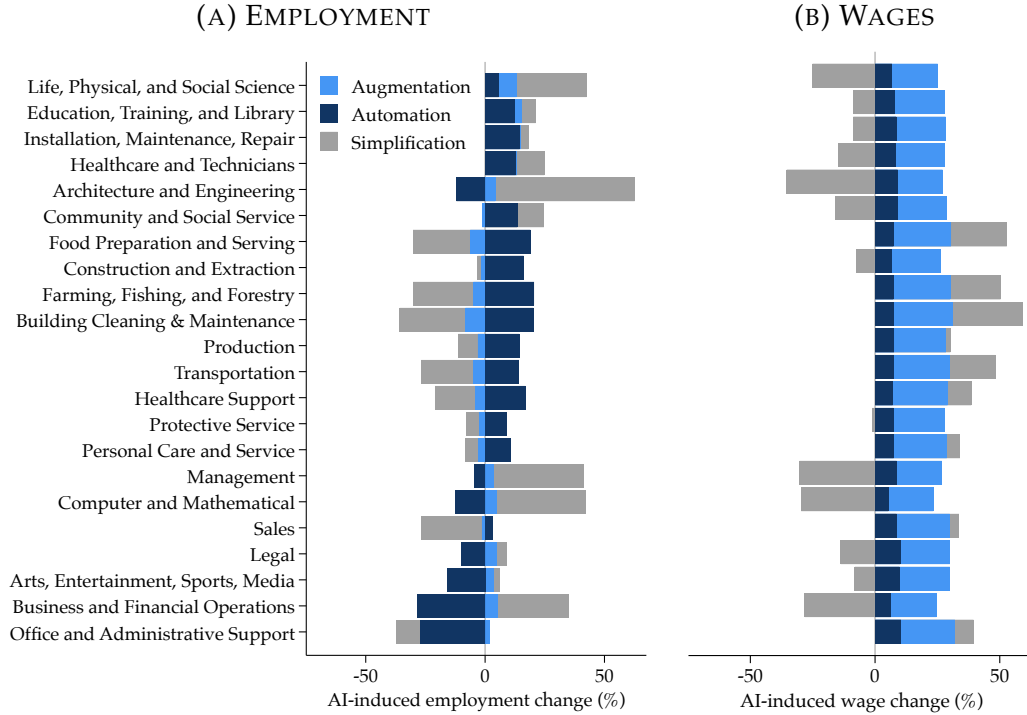 (A) EMPLOYMENT
(B) WAGES
Life, Physical, and Social Science
Education, Training, and Library
Installation, Maintenance, Repair
Healthcare and Technicians
Architecture and Engineering
Community and Social Service
Food Preparation and Serving
Construction and Extraction
Farming, Fishing, and Forestry
Building Cleaning & Maintenance
Production
Transportation
Healthcare Support
Protective Service
Personal Care and Service
Management
Computer and Mathematical
Sales
Legal
Arts, Entertainment, Sports, Media
Business and Financial Operations
Office and Administrative Support
Augmentation
Automation
Simplification
-50 0 50
AI-induced employment change (%)
-50 0 50
AI-induced wage change (%)